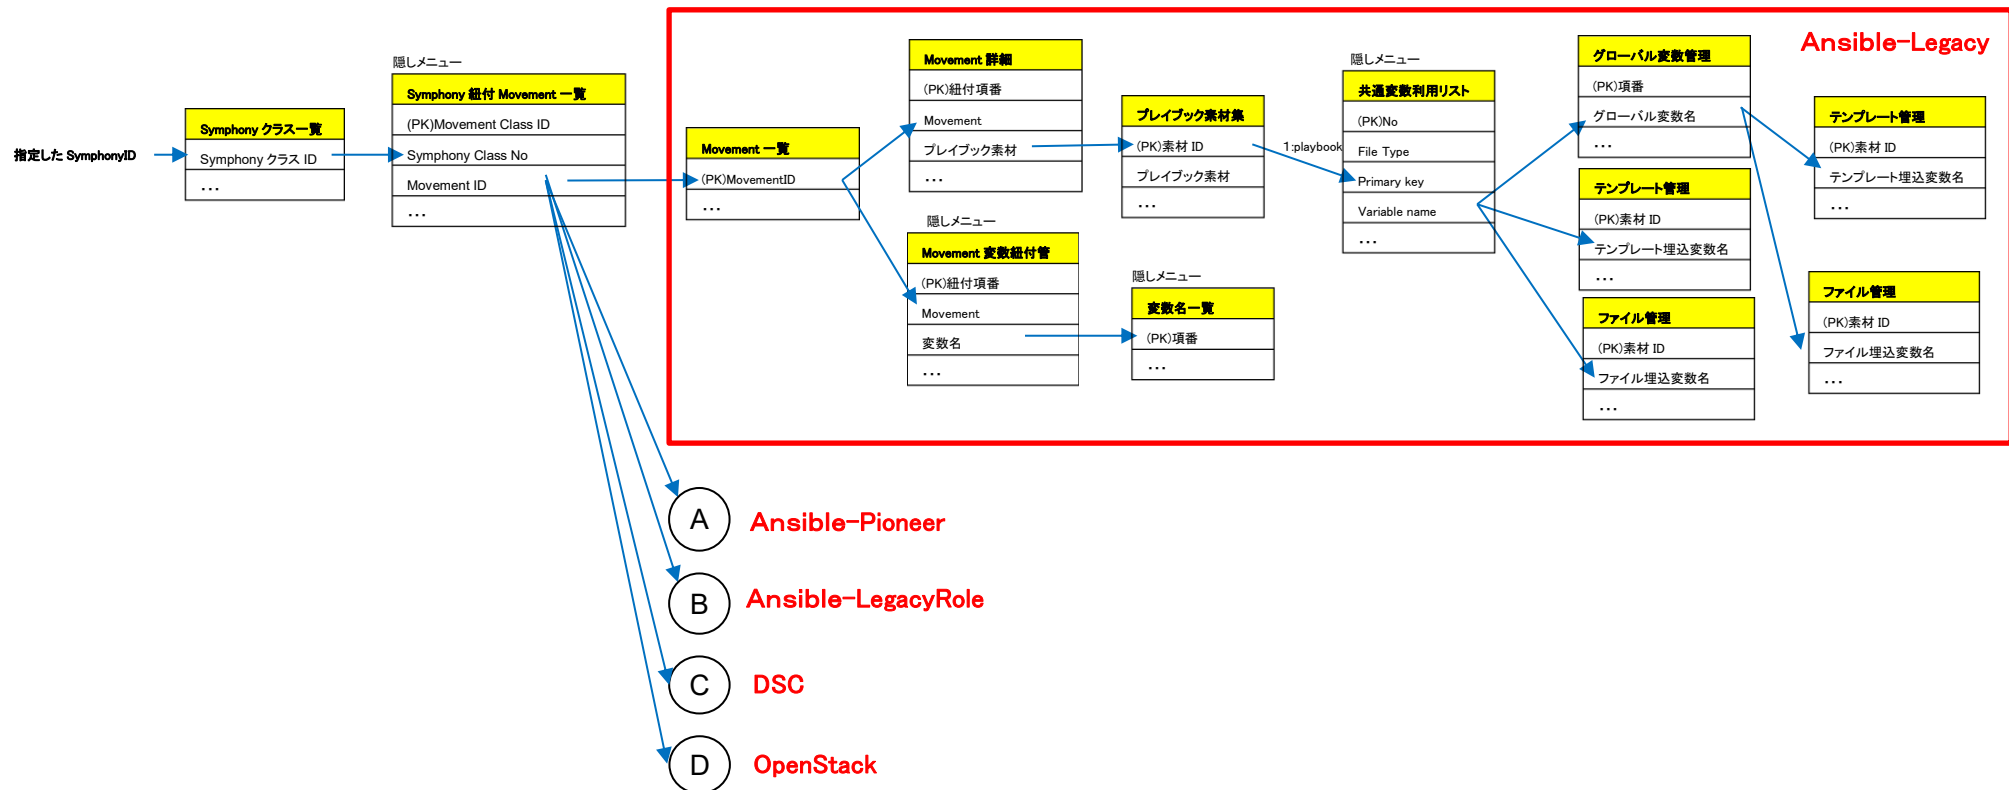 指定した SymphonyID
Symphony クラス一覧
Symphony クラス ID
…
隠しメニュー
Symphony 紐付 Movement 一覧
(PK)Movement Class ID
Symphony Class No
Movement ID
…
Ansible-Legacy
Movement 一覧
(PK)MovementID
…
Movement 詳細
(PK)紐付項番
Movement
プレイブック素材
…
隠しメニュー
Movement 変数紐付管
(PK)紐付項番
Movement
変数名
…
プレイブック素材集
(PK)素材 ID
プレイブック素材
…
隠しメニュー
変数名一覧
(PK)項番
…
1:playbook
隠しメニュー
共通変数利用リスト
(PK)No
File Type
Primary key
Variable name
…
グローバル変数管理
(PK)項番
グローバル変数名
…
テンプレート管理
(PK)素材 ID
テンプレート埋込変数名
…
ファイル管理
(PK)素材 ID
ファイル埋込変数名
…
テンプレート管理
(PK)素材 ID
テンプレート埋込変数名
…
ファイル管理
(PK)素材 ID
ファイル埋込変数名
…
A Ansible-Pioneer
B Ansible-LegacyRole
C DSC
D OpenStack